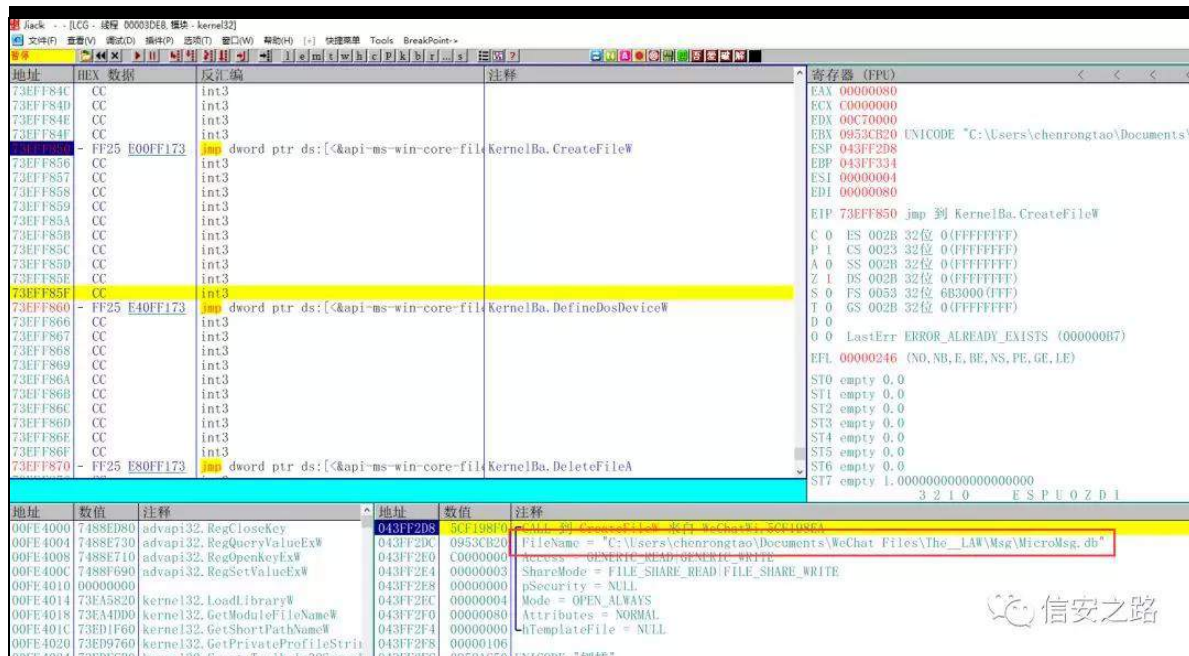 Jiack - - [LCG - 线程 00003DE8, 模块 - kernel32]
文件(F) 查看(V) 调试(D) 插件(P) 选项(T) 窗口(W) 帮助(H) [+] 快捷菜单 Tools BreakPoint->
暂停 l e m t w h c P k b r ... s ?
地址 HEX 数据 反汇编 注释
73EFF84C CC int3
73EFF84D CC int3
73EFF84E CC int3
73EFF84F CC int3
73EFF850 - FF25 E00FF173 jmp dword ptr ds:[<&api-ms-win-core-fil KernelBa.CreateFileW
73EFF856 CC int3
73EFF857 CC int3
73EFF858 CC int3
73EFF859 CC int3
73EFF85A CC int3
73EFF85B CC int3
73EFF85C CC int3
73EFF85D CC int3
73EFF85E CC int3
73EFF85F CC int3
73EFF860 - FF25 E40FF173 jmp dword ptr ds:[<&api-ms-win-core-fil KernelBa.DefineDosDeviceW
73EFF866 CC int3
73EFF867 CC int3
73EFF868 CC int3
73EFF869 CC int3
73EFF86A CC int3
73EFF86B CC int3
73EFF86C CC int3
73EFF86D CC int3
73EFF86E CC int3
73EFF86F CC int3
73EFF870 - FF25 E80FF173 jmp dword ptr ds:[<&api-ms-win-core-fil KernelBa.DeleteFileA
寄存器 (FPU) < < < <
EAX 00000080
ECX C0000000
EDX 00C70000
EBX 0953CB20 UNICODE "C:\Users\chenrongtao\Documents\
ESP 043FF2D8
EBP 043FF334
ESI 00000004
EDI 00000080
EIP 73EFF850 jmp 到 KernelBa.CreateFileW
C 0 ES 002B 32位 0(FFFFFFFF)
P 1 CS 0023 32位 0(FFFFFFFF)
A 0 SS 002B 32位 0(FFFFFFFF)
Z 1 DS 002B 32位 0(FFFFFFFF)
S 0 FS 0053 32位 6B3000(FFF)
T 0 GS 002B 32位 0(FFFFFFFF)
D 0
O 0 LastErr ERROR_ALREADY_EXISTS (000000B7)
EFL 00000246 (NO,NB,E,BE,NS,PE,GE,LE)
ST0 empty 0.0
ST1 empty 0.0
ST2 empty 0.0
ST3 empty 0.0
ST4 empty 0.0
ST5 empty 0.0
ST6 empty 0.0
ST7 empty 1.0000000000000000000
3 2 1 0 E S P U O Z D I
地址 数值 注释
00FE4000 7488ED80 advapi32.RegCloseKey
00FE4004 7488E730 advapi32.RegQueryValueExW
00FE4008 7488E710 advapi32.RegOpenKeyExW
00FE400C 7488F690 advapi32.RegSetValueExW
00FE4010 00000000
00FE4014 73EA5820 kernel32.LoadLibraryW
00FE4018 73EA4DD0 kernel32.GetModuleFileNameW
00FE401C 73ED1F60 kernel32.GetShortPathNameW
00FE4020 73ED9760 kernel32.GetPrivateProfileStrin
地址 数值 注释
043FF2D8 5CF198F0 CALL 到 CreateFileW 来自 WeChatWi.5CF198EA
043FF2DC 0953CB20 FileName = "C:\Users\chenrongtao\Documents\WeChat Files\The__LAW\Msg\MicroMsg.db"
043FF2E0 C0000000 Access = GENERIC_READ|GENERIC_WRITE
043FF2E4 00000003 ShareMode = FILE_SHARE_READ|FILE_SHARE_WRITE
043FF2E8 00000000 pSecurity = NULL
043FF2EC 00000004 Mode = OPEN_ALWAYS
043FF2F0 00000080 Attributes = NORMAL
043FF2F4 00000000 hTemplateFile = NULL
043FF2F8 00000106
信安之路